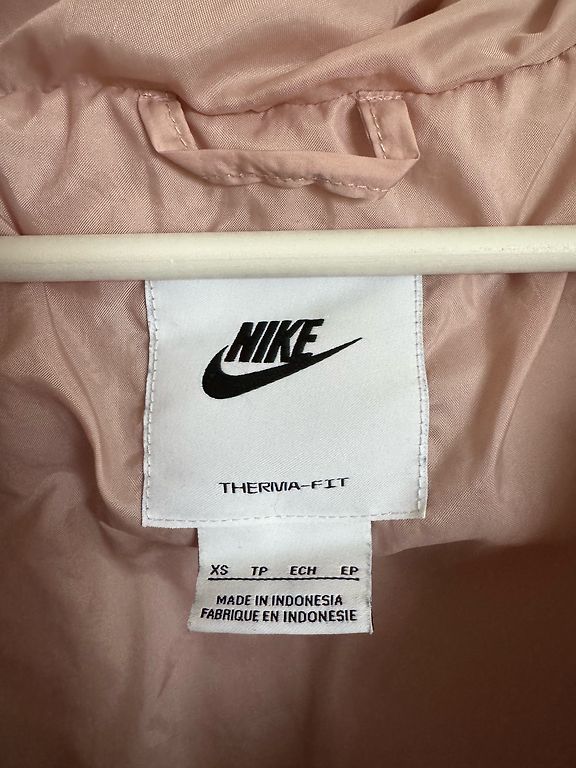 NIKE
THERMA-FIT
XS TP ECH EP
MADE IN INDONESIA
FABRIQUE EN INDONESIE